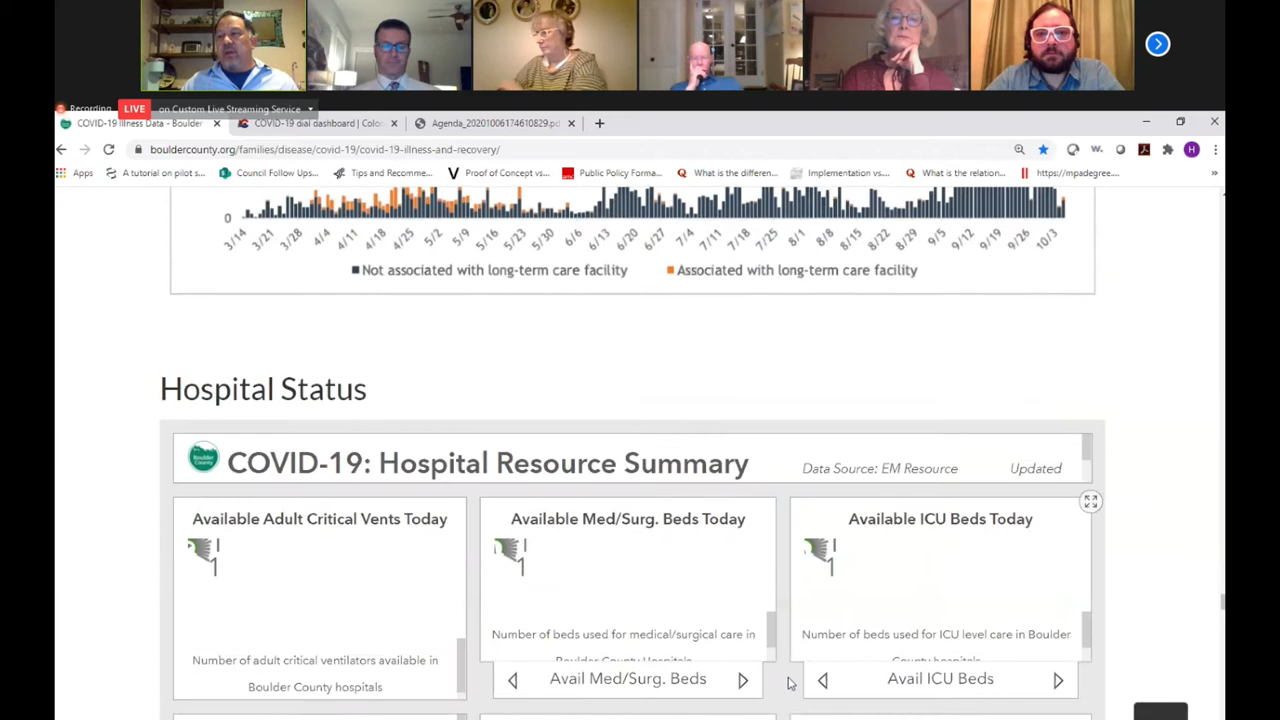 Recording LIVE on Custom Live Streaming Service
COVID-19 Illness Data - Boulder COVID-19 dial dashboard | Colo Agenda_20201006174610829.pd
bouldercounty.org/families/disease/covid-19/covid-19-illness-and-recovery/
Apps A tutorial on pilot s... Council Follow Ups... Tips and Recomme... Proof of Concept vs... Public Policy Forma... What is the differen... Implementation vs.... What is the relation... https://mpadegree....
0
3/14 3/21 3/28 4/4 4/11 4/18 4/25 5/2 5/9 5/16 5/23 5/30 6/6 6/13 6/20 6/27 7/4 7/11 7/18 7/25 8/1 8/8 8/15 8/22 8/29 9/5 9/12 9/19 9/26 10/3
Not associated with long-term care facility Associated with long-term care facility
Hospital Status
Boulder County
COVID-19: Hospital Resource Summary Data Source: EM Resource Updated
Available Adult Critical Vents Today Available Med/Surg. Beds Today Available ICU Beds Today
Number of beds used for medical/surgical care in Number of beds used for ICU level care in Boulder
Number of adult critical ventilators available in Boulder County Hospitals County hospitals
Boulder County hospitals Avail Med/Surg. Beds Avail ICU Beds